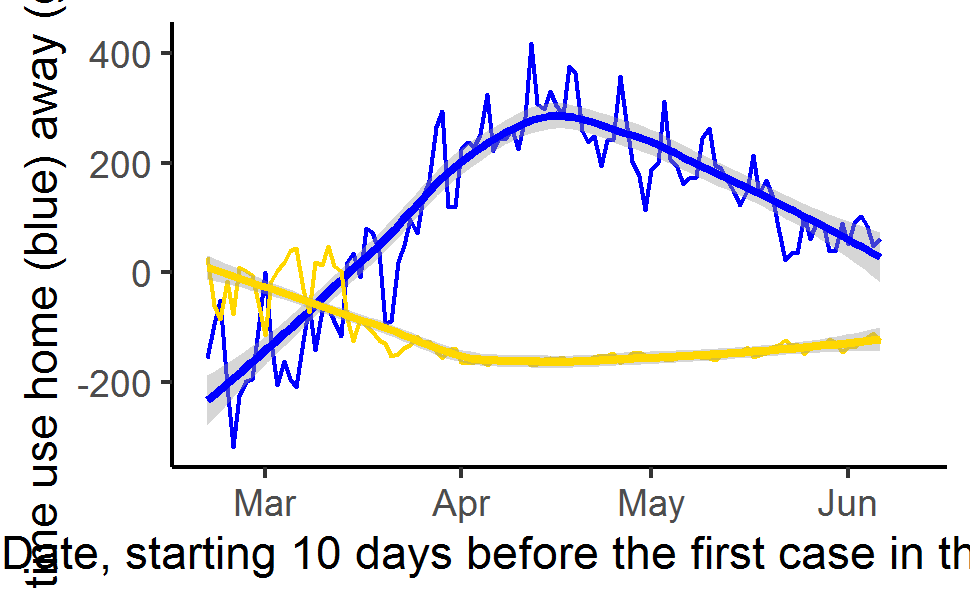 time use home (blue) away (
400
200
0
-200
Mar Apr May Jun
Date, starting 10 days before the first case in th